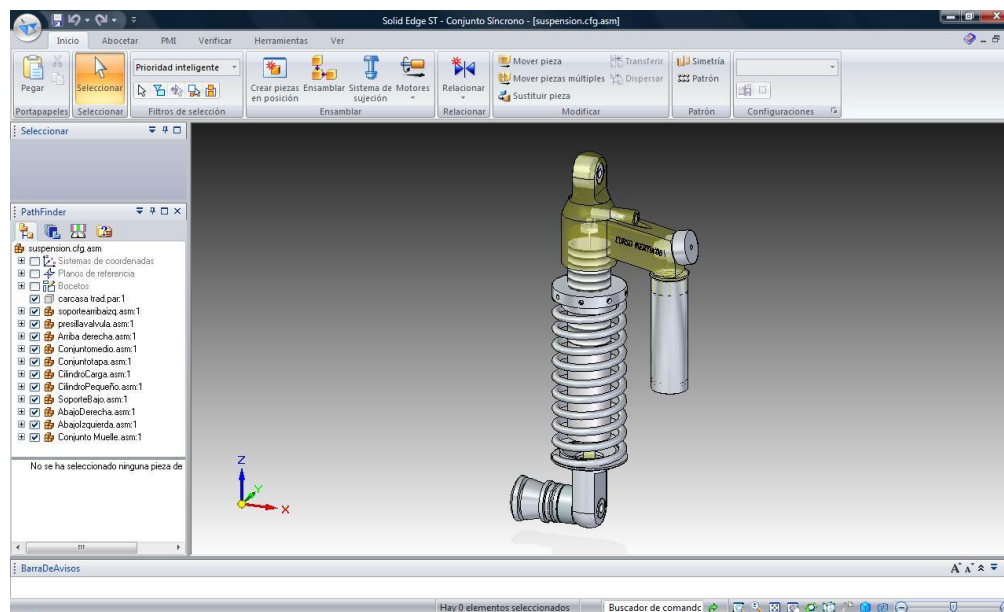 Solid Edge ST - Conjunto Síncrono - [suspension.cfg.asm]
Inicio Abocetar PMI Verificar Herramientas Ver
Pegar
Seleccionar
Prioridad inteligente
Crear piezas en posición
Ensamblar
Sistema de sujeción
Motores
Relacionar
Mover pieza
Mover piezas múltiples
Sustituir pieza
Transferir
Dispersar
Simetría
Patrón
Portapapeles Seleccionar Filtros de selección Ensamblar Relacionar Modificar Patrón Configuraciones
Seleccionar
PathFinder
suspension.cfg.asm
Sistemas de coordenadas
Planos de referencia
Bocetos
carcasa trad.par:1
soportearribaizq.asm:1
presillavalvula.asm:1
Arriba derecha.asm:1
Conjuntomedio.asm:1
Conjuntotapa.asm:1
CilindroCarga.asm:1
CilindroPequeño.asm:1
SoporteBajo.asm:1
AbajoDerecha.asm:1
AbajoIzquierda.asm:1
Conjunto Muelle.asm:1
No se ha seleccionado ninguna pieza de
Z
Y
X
CURSO
BarraDeAvisos
Hay 0 elementos seleccionados
Buscador de comandc